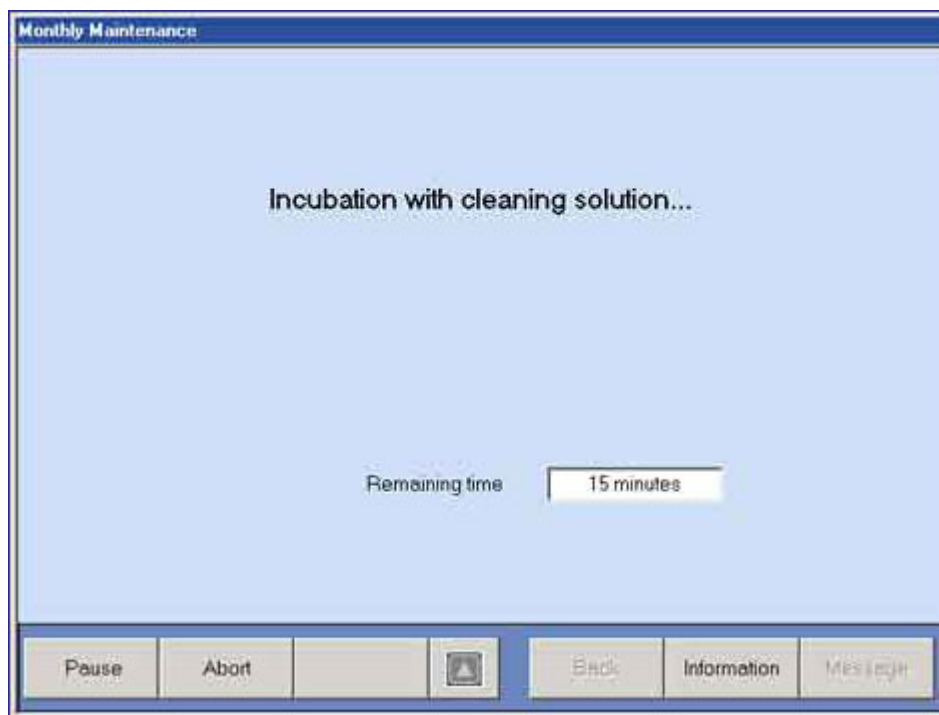 Monthly Maintenance
Incubation with cleaning solution...
Remaining time 15 minutes
Pause Abort Back Information Message